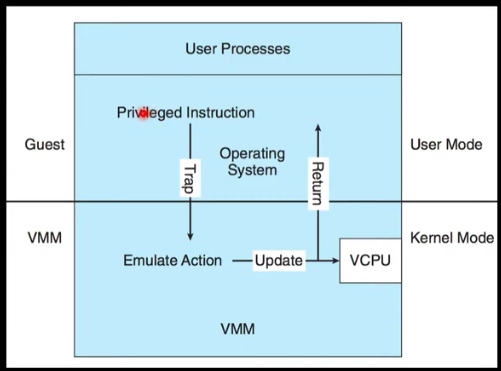 User Processes
Privileged Instruction
Guest
User Mode
Operating
System
Trap
Return
VMM
Kernel Mode
Emulate Action
Update
VCPU
VMM